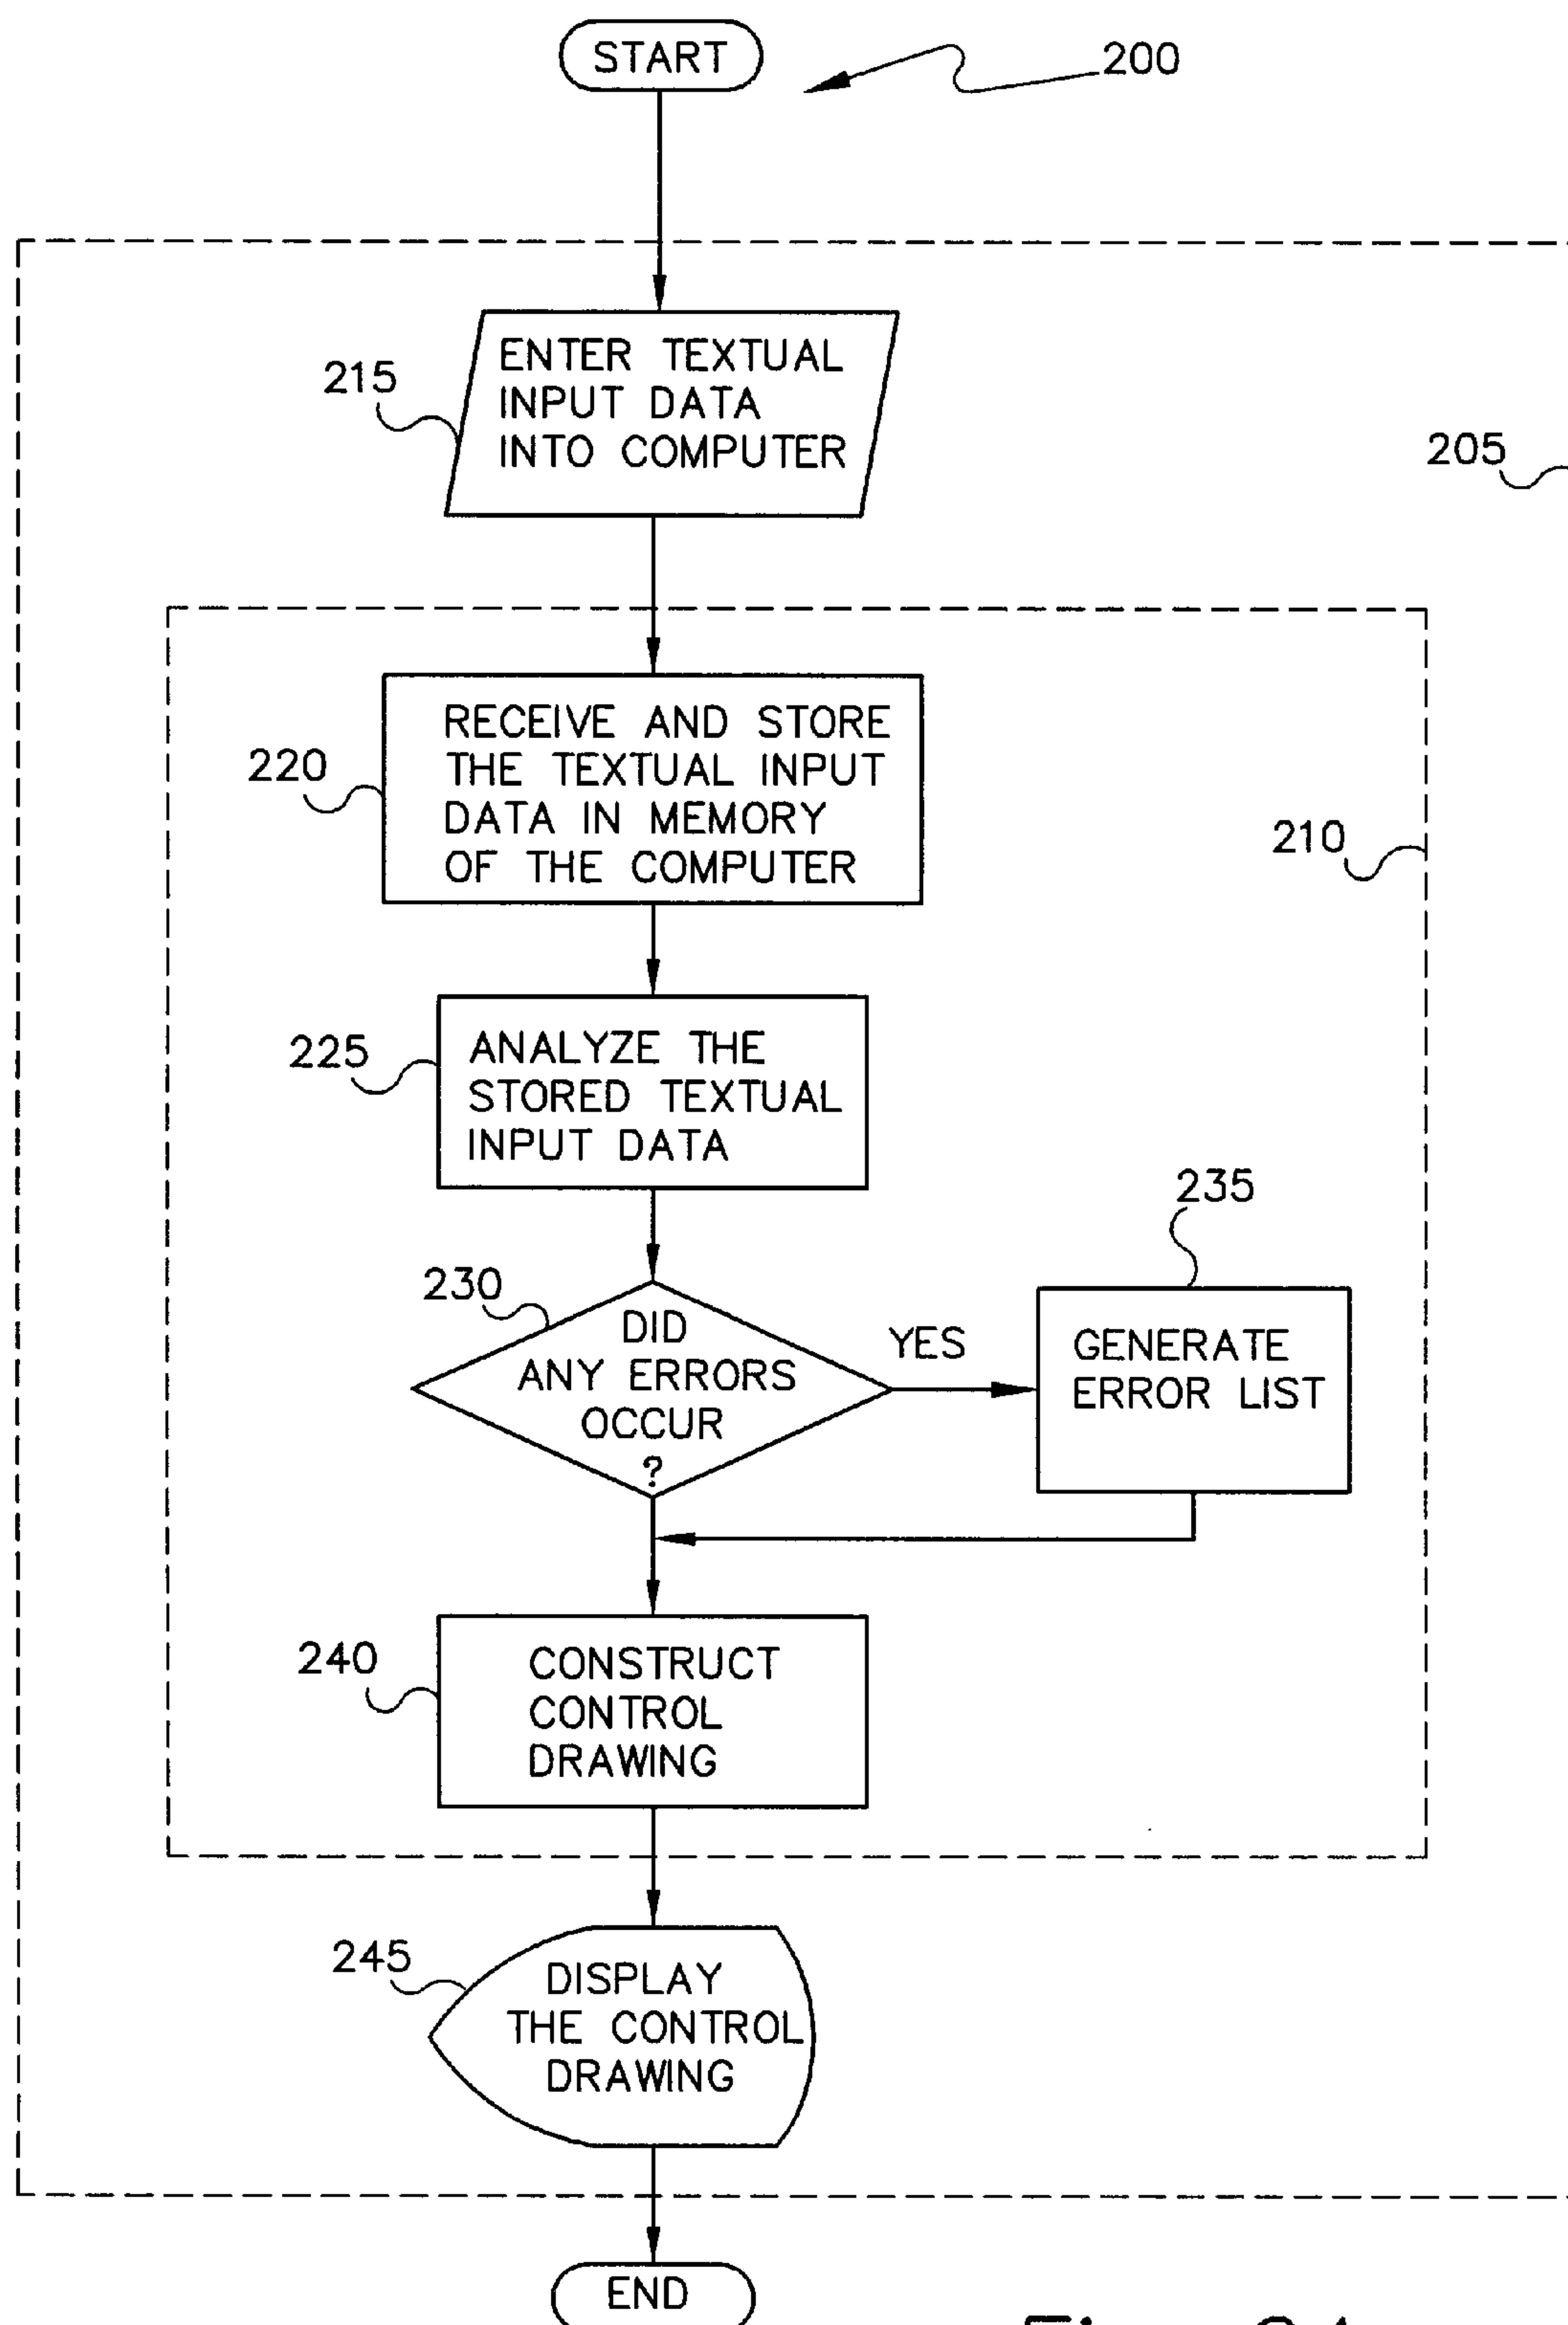 START
200
ENTER TEXTUAL
INPUT DATA
INTO COMPUTER
215
205
RECEIVE AND STORE
THE TEXTUAL INPUT
DATA IN MEMORY
OF THE COMPUTER
220
210
ANALYZE THE
STORED TEXTUAL
INPUT DATA
225
235
230
DID
ANY ERRORS
OCCUR
?
YES
GENERATE
ERROR LIST
240
CONSTRUCT
CONTROL
DRAWING
245
DISPLAY
THE CONTROL
DRAWING
END